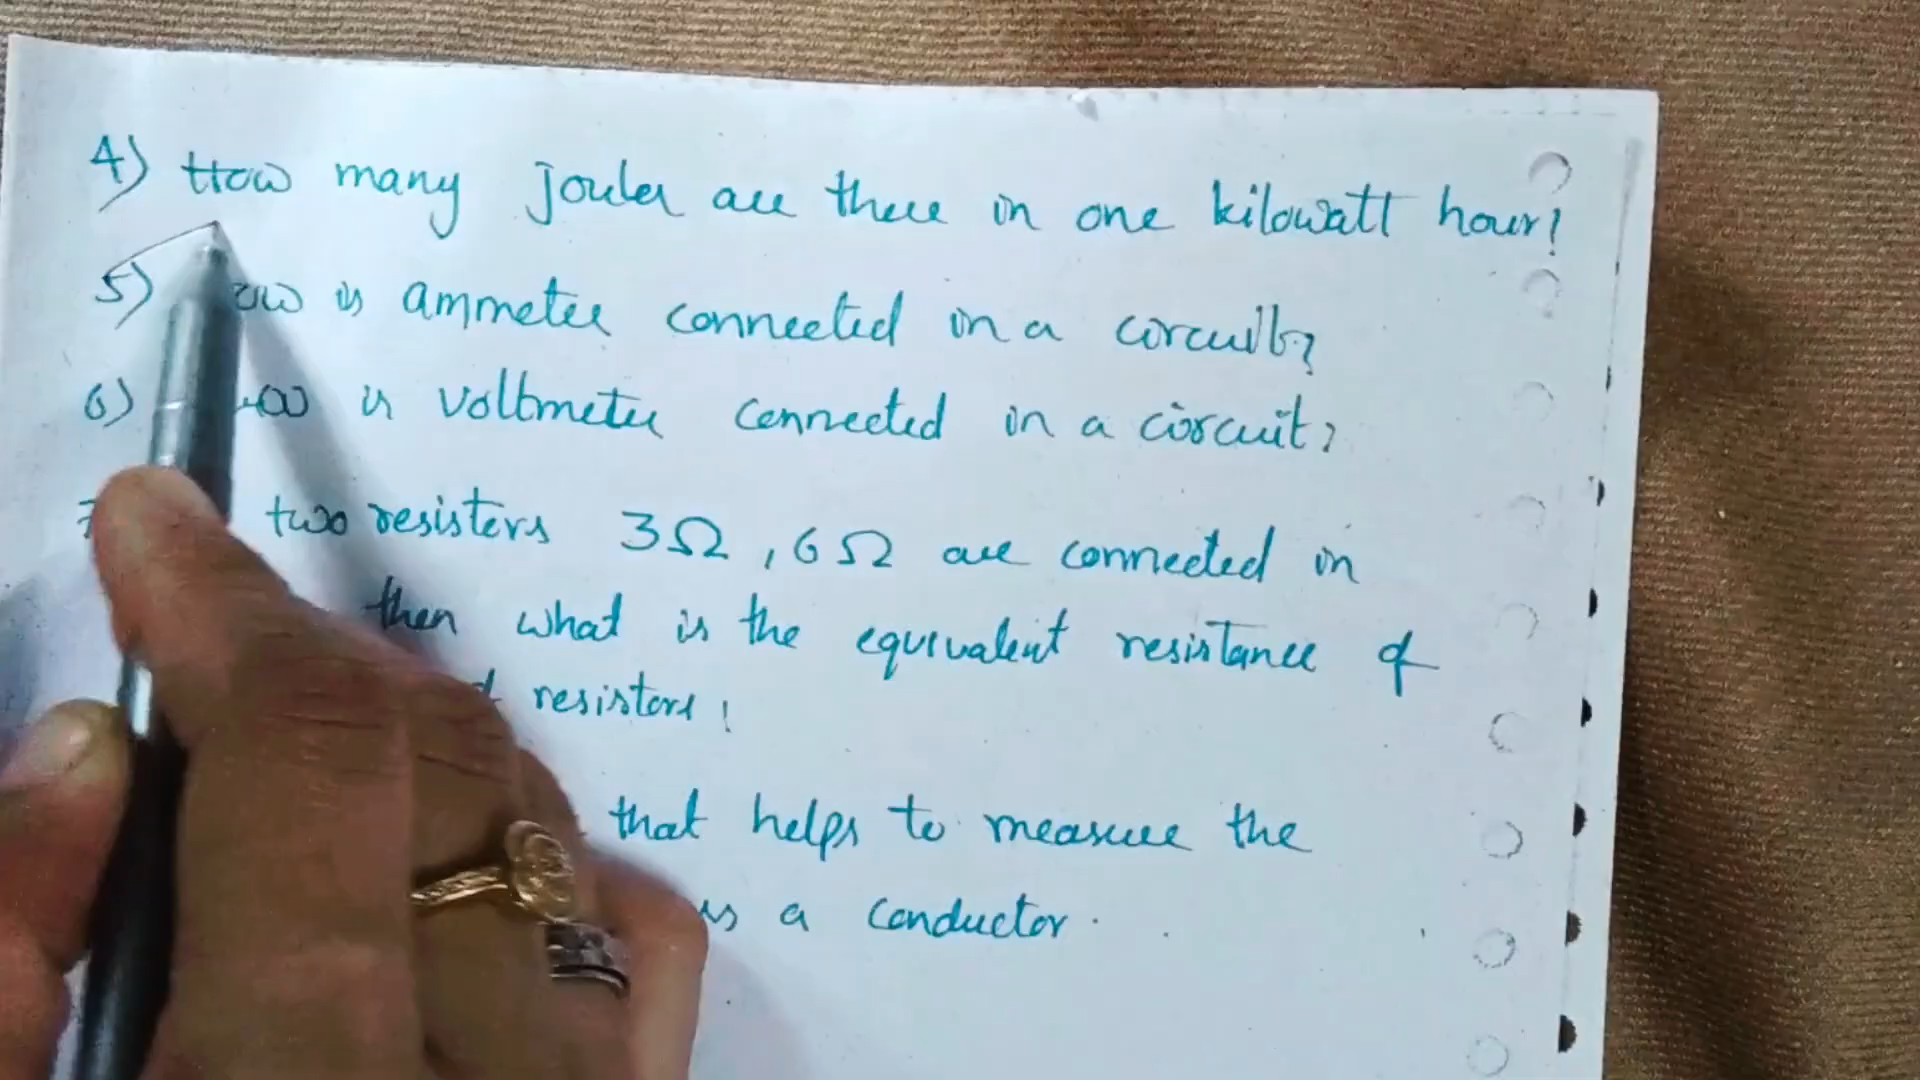 4) How many joules are there in one kilowatt hour?
5) How is ammeter connected in a circuit?
6) How is voltmeter connected in a circuit?
two resisters 3Ω, 6Ω are connected in
then what is the equivalent resistance of
resistors?
that helps to measure the
a conductor.